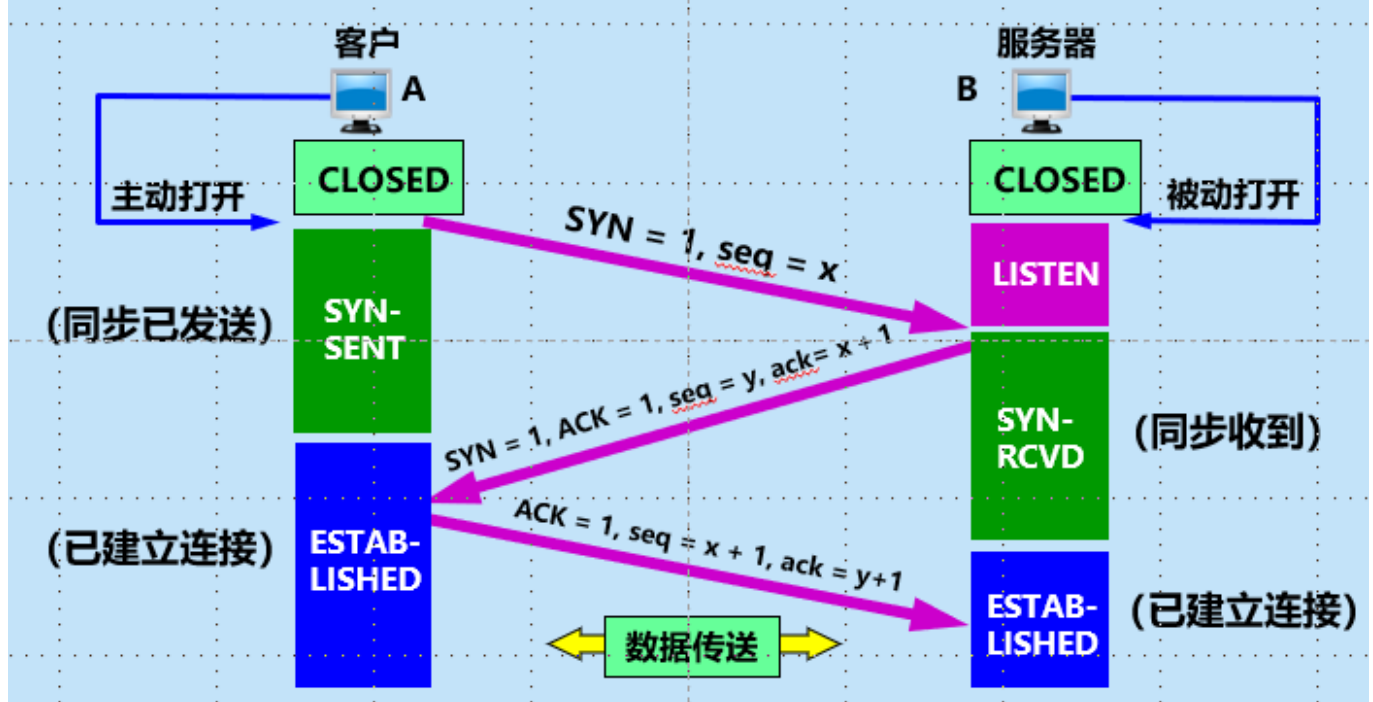 客户
服务器
A
B
CLOSED
CLOSED
主动打开
被动打开
SYN = 1, seq = x
LISTEN
(同步已发送)
SYN-
SENT
SYN = 1, ACK = 1, seq = y, ack= x + 1
SYN-
RCVD
(同步收到)
ACK = 1, seq = x + 1, ack = y+1
(已建立连接)
ESTAB-
LISHED
ESTAB-
LISHED
(已建立连接)
数据传送